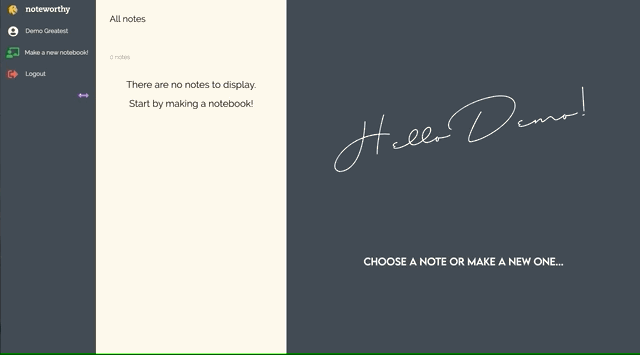 noteworthy
Demo Greatest
Make a new notebook!
Logout
All notes
0 notes
There are no notes to display.
Start by making a notebook!
Hello Demo!
CHOOSE A NOTE OR MAKE A NEW ONE...